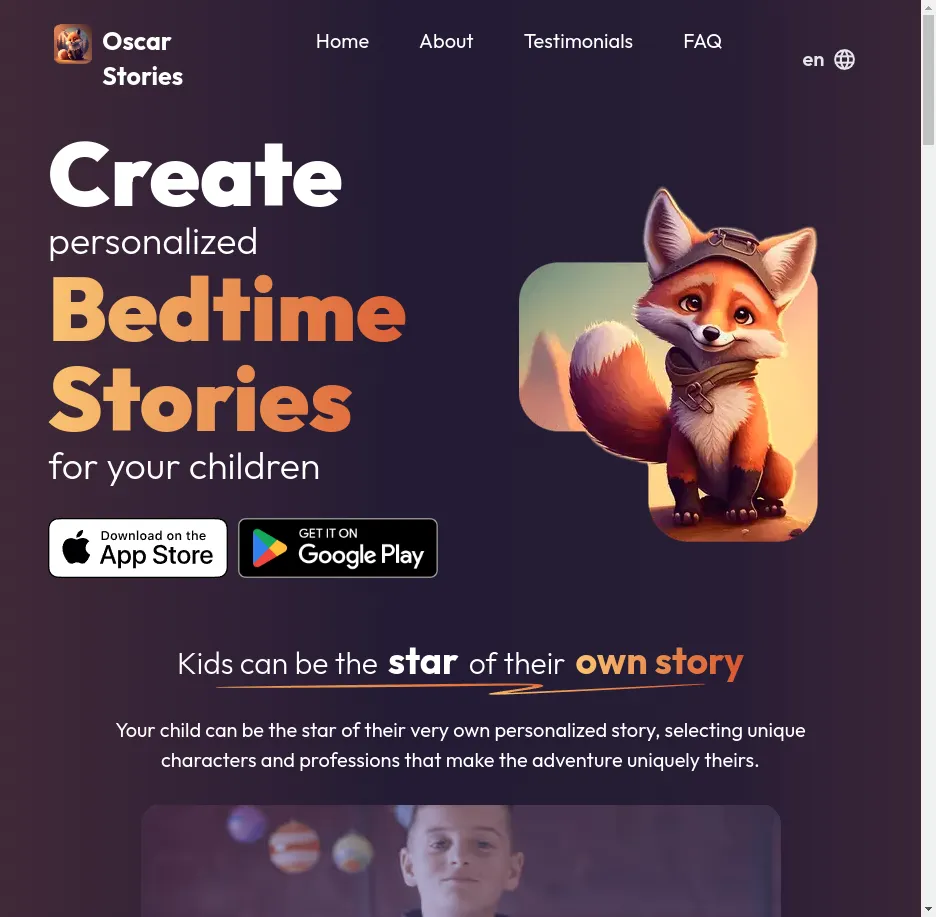 Oscar
Stories
Home
About
Testimonials
FAQ
en
Create
personalized
Bedtime
Stories
for your children
Download on the
App Store
GET IT ON
Google Play
Kids can be the star of their own story
Your child can be the star of their very own personalized story, selecting unique
characters and professions that make the adventure uniquely theirs.